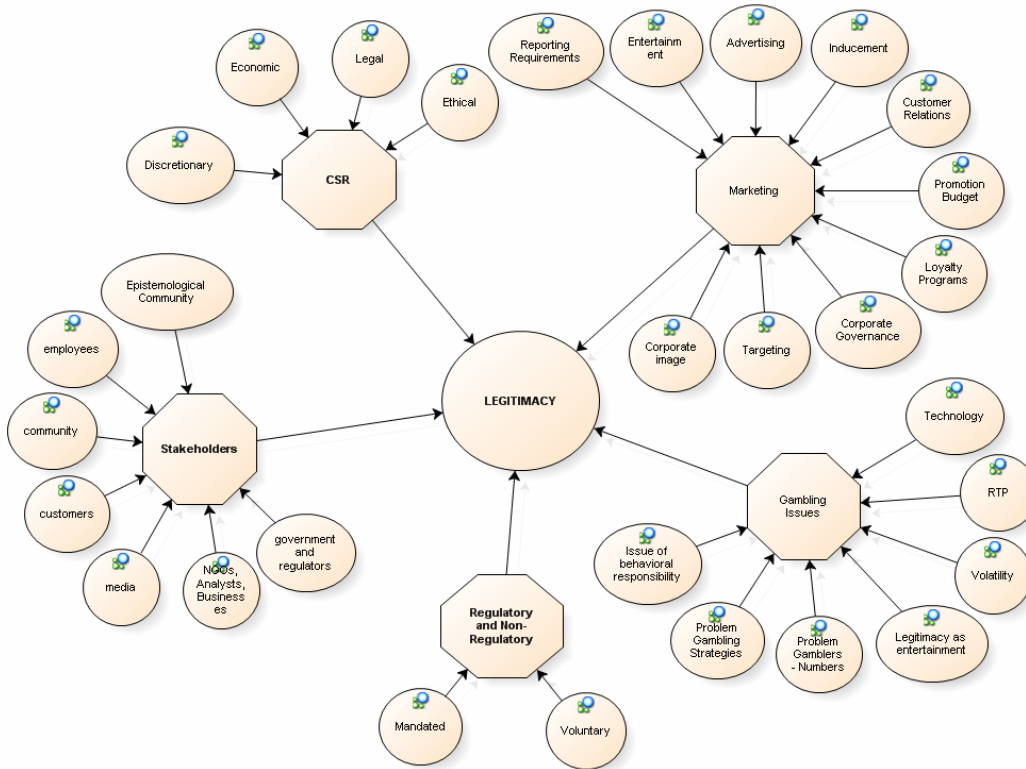 Economic
Legal
Ethical
Discretionary
CSR
Reporting
Requirements
Entertainm
ent
Advertising
Inducement
Customer
Relations
Promotion
Budget
Loyalty
Programs
Corporate
Governance
Targeting
Corporate
image
Marketing
Epistemological
Community
employees
community
customers
media
NGOs,
Analysts,
Business
es
government
and
regulators
Stakeholders
LEGITIMACY
Technology
RTP
Volatility
Legitimacy as
entertainment
Problem
Gamblers
- Numbers
Problem
Gambling
Strategies
Issue of
behavioral
responsibility
Gambling
Issues
Regulatory
and Non-
Regulatory
Mandated
Voluntary